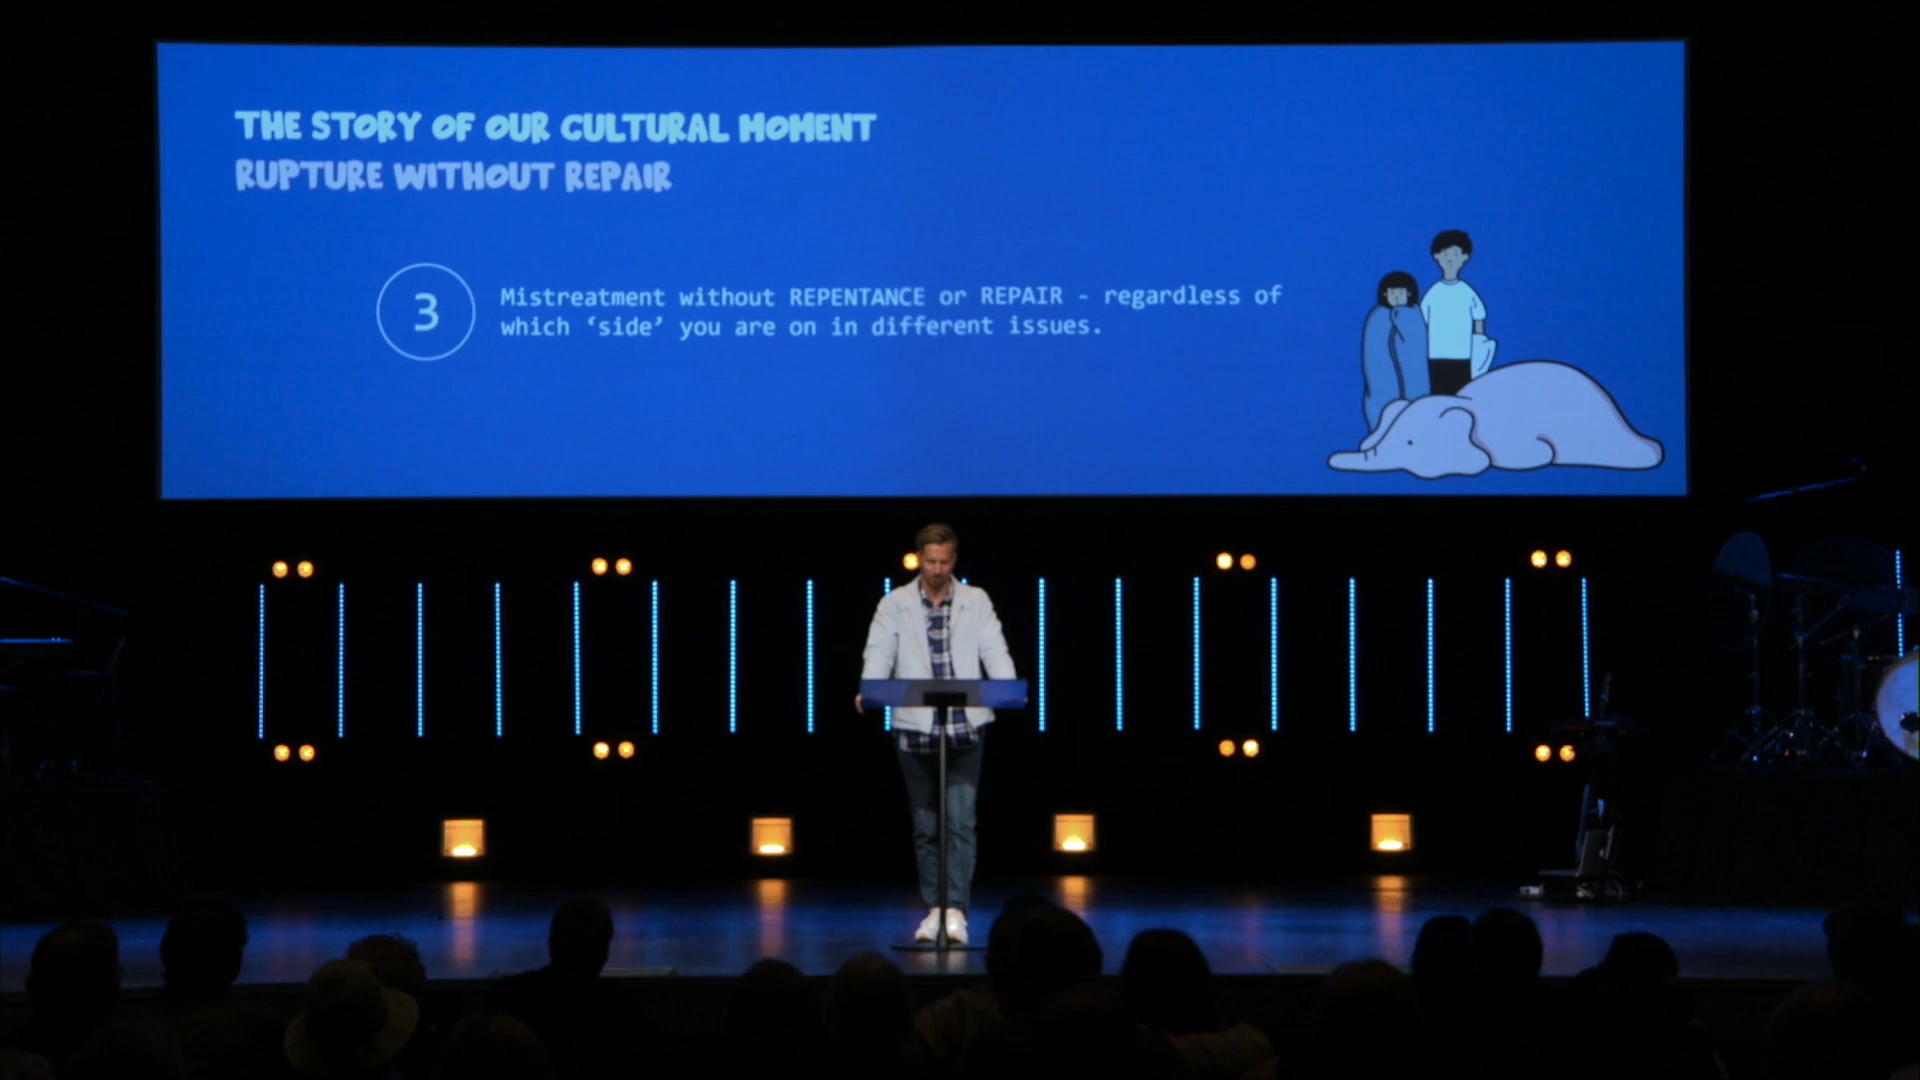 THE STORY OF OUR CULTURAL MOMENT
RUPTURE WITHOUT REPAIR
3
Mistreatment without REPENTANCE or REPAIR - regardless of
which ‘side’ you are on in different issues.